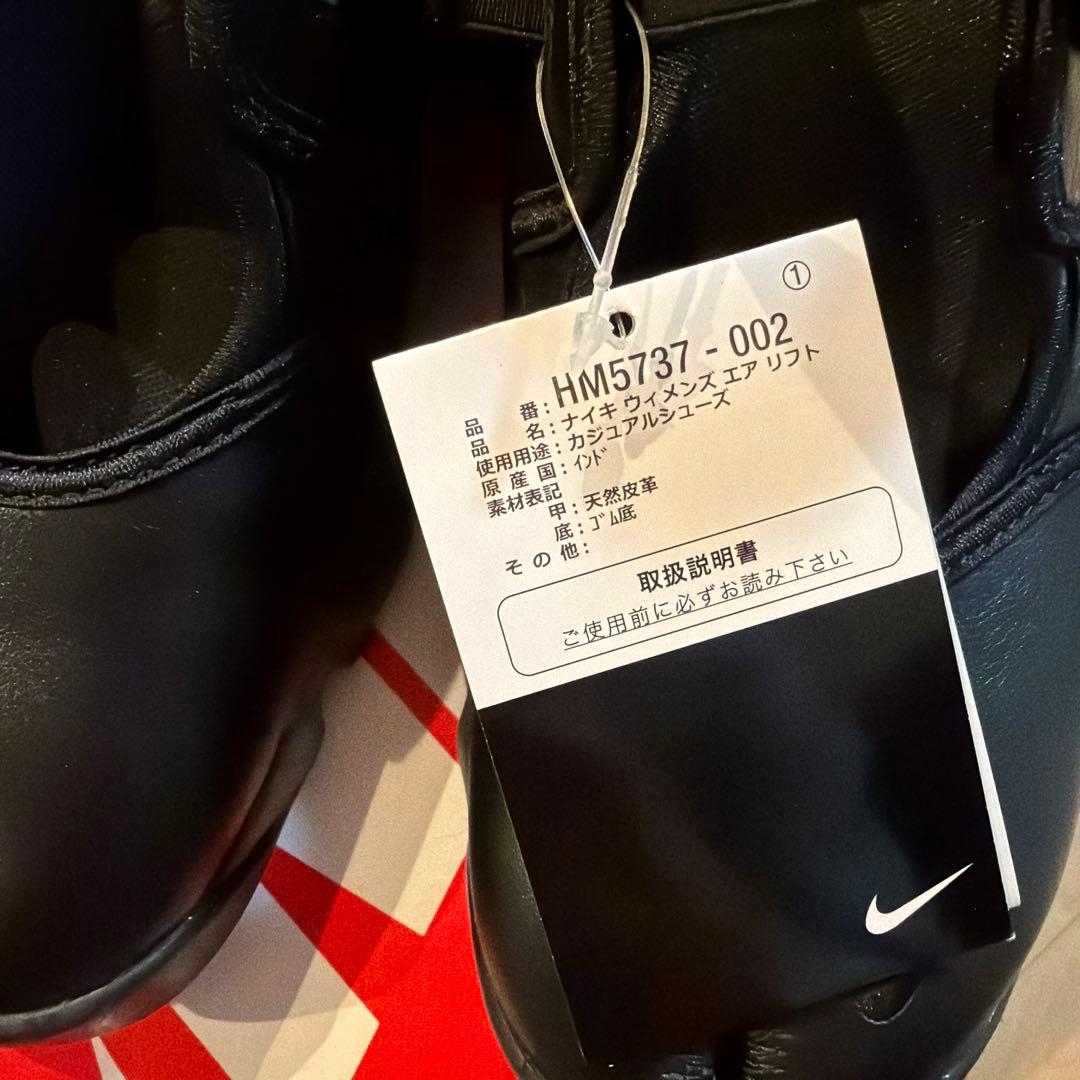 ①
品番：HM5737 - 002
品名：ナイキ ウィメンズ エア リフト
使用用途：カジュアルシューズ
原産国：ｲﾝﾄﾞ
素材表記
甲：天然皮革
底：ｺﾞﾑ底
その他：
取扱説明書
ご使用前に必ずお読み下さい